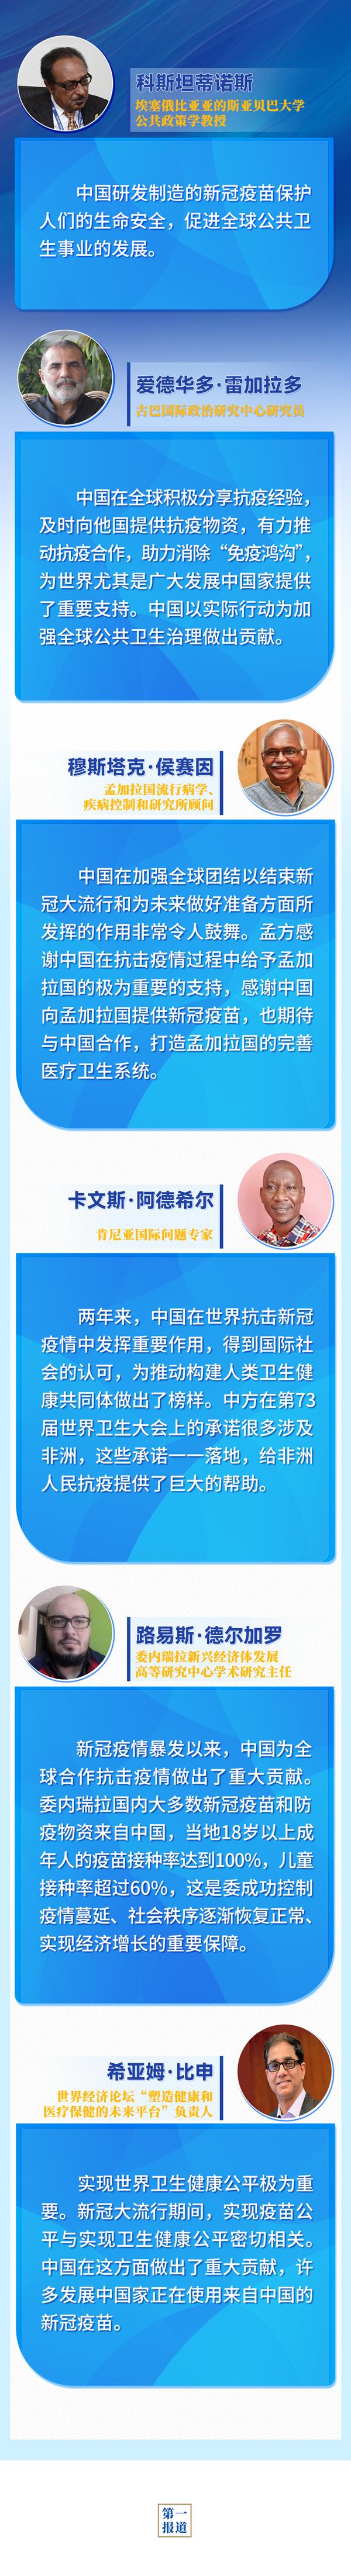 科斯坦蒂诺斯
埃塞俄比亚亚的斯亚贝巴大学
公共政策学教授
中国研发制造的新冠疫苗保护
人们的生命安全，促进全球公共卫
生事业的发展。
爱德华多·雷加拉多
古巴国际政治研究中心研究员
中国在全球积极分享抗疫经验，
及时向他国提供抗疫物资，有力推
动抗疫合作，助力消除“免疫鸿沟”，
为世界尤其是广大发展中国家提供
了重要支持。中国以实际行动为加
强全球公共卫生治理做出贡献。
穆斯塔克·侯赛因
孟加拉国流行病学、
疾病控制和研究所顾问
中国在加强全球团结以结束新
冠大流行和为未来做好准备方面所
发挥的作用非常令人鼓舞。孟方感
谢中国在抗击疫情过程中给予孟加
拉国的极为重要的支持，感谢中国
向孟加拉国提供新冠疫苗，也期待
与中国合作，打造孟加拉国的完善
医疗卫生系统。
卡文斯·阿德希尔
肯尼亚国际问题专家
两年来，中国在世界抗击新冠
疫情中发挥重要作用，得到国际社
会的认可，为推动构建人类卫生健
康共同体做出了榜样。中方在第73
届世界卫生大会上的承诺很多涉及
非洲，这些承诺一一落地，给非洲
人民抗疫提供了巨大的帮助。
路易斯·德尔加罗
委内瑞拉新兴经济体发展
高等研究中心学术研究主任
新冠疫情暴发以来，中国为全
球合作抗击疫情做出了重大贡献。
委内瑞拉国内大多数新冠疫苗和防
疫物资来自中国，当地18岁以上成
年人的疫苗接种率达到100%，儿童
接种率超过60%，这是委成功控制
疫情蔓延、社会秩序逐渐恢复正常、
实现经济增长的重要保障。
希亚姆·比申
世界经济论坛“塑造健康和
医疗保健的未来平台”负责人
实现世界卫生健康公平极为重
要。新冠大流行期间，实现疫苗公
平与实现卫生健康公平密切相关。
中国在这方面做出了重大贡献，许
多发展中国家正在使用来自中国的
新冠疫苗。
第一
报道